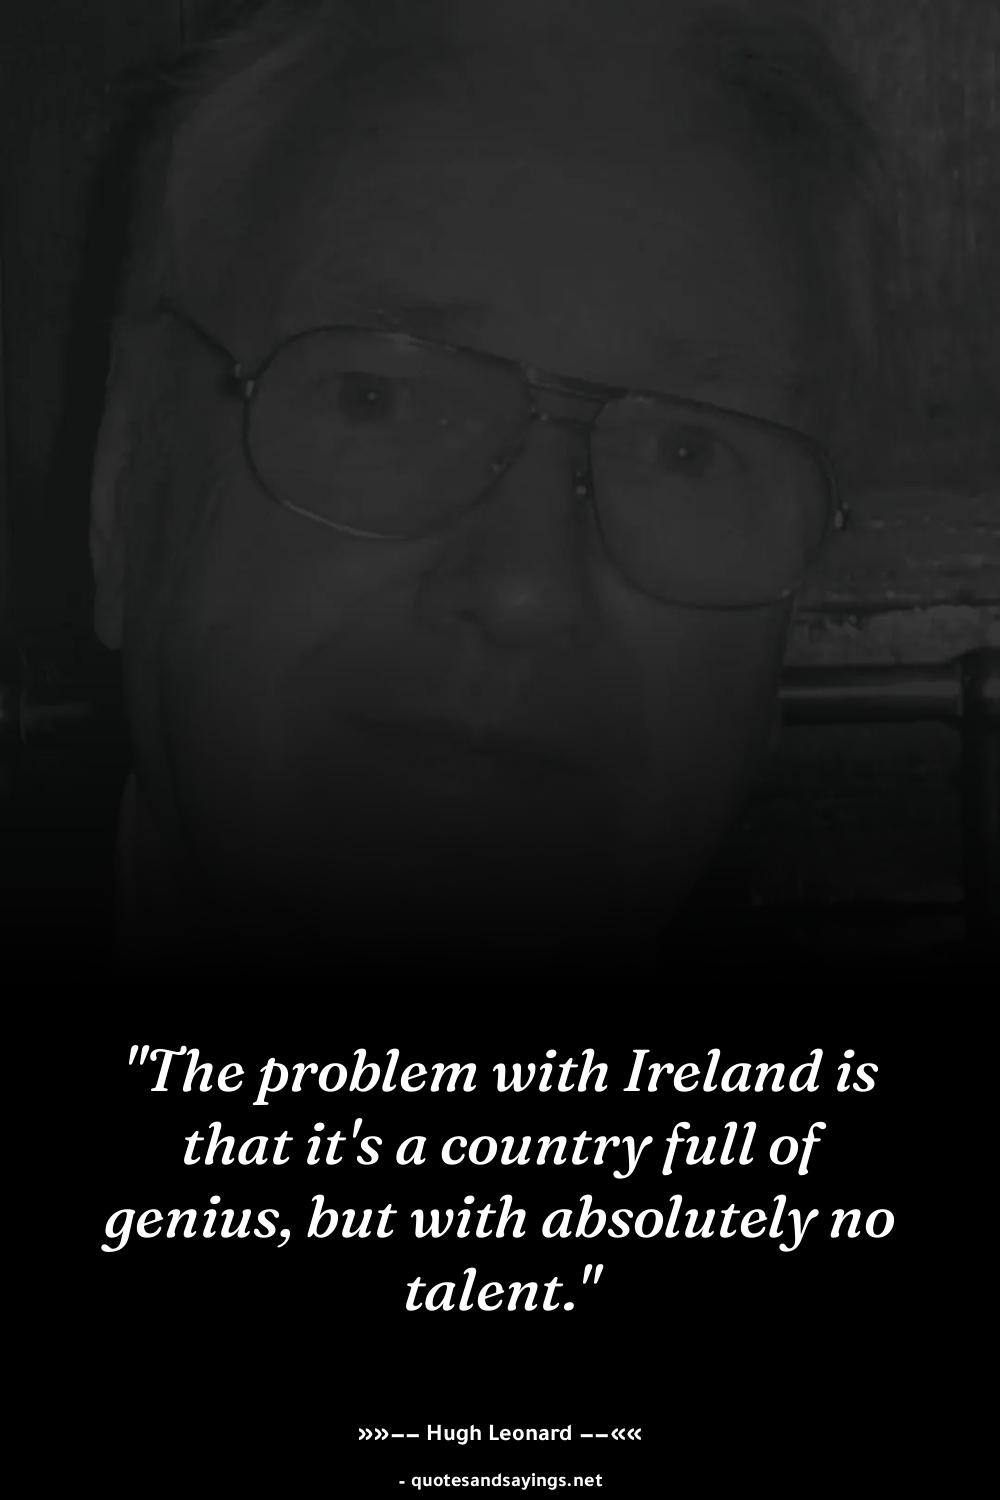 "The problem with Ireland is
that it's a country full of
genius, but with absolutely no
talent."
»»−− Hugh Leonard −−««
- quotesandsayings.net